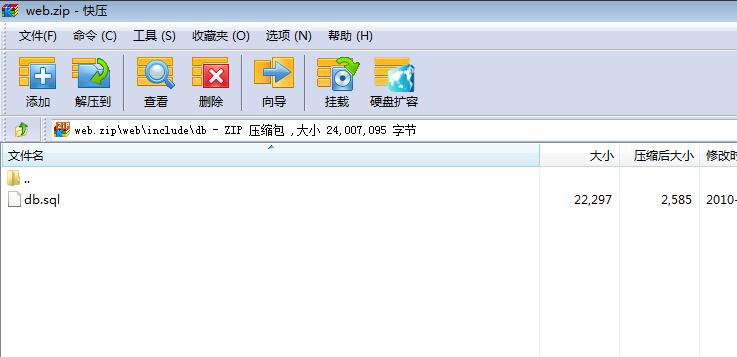 web.zip - 快压
文件(F) 命令 (C) 工具 (S) 收藏夹 (O) 选项 (N) 帮助 (H)
添加 解压到 查看 删除 向导 挂载 硬盘扩容
web.zip\web\include\db - ZIP 压缩包 ,大小 24,007,095 字节
文件名 大小 压缩后大小 修改时
..
db.sql 22,297 2,585 2010-